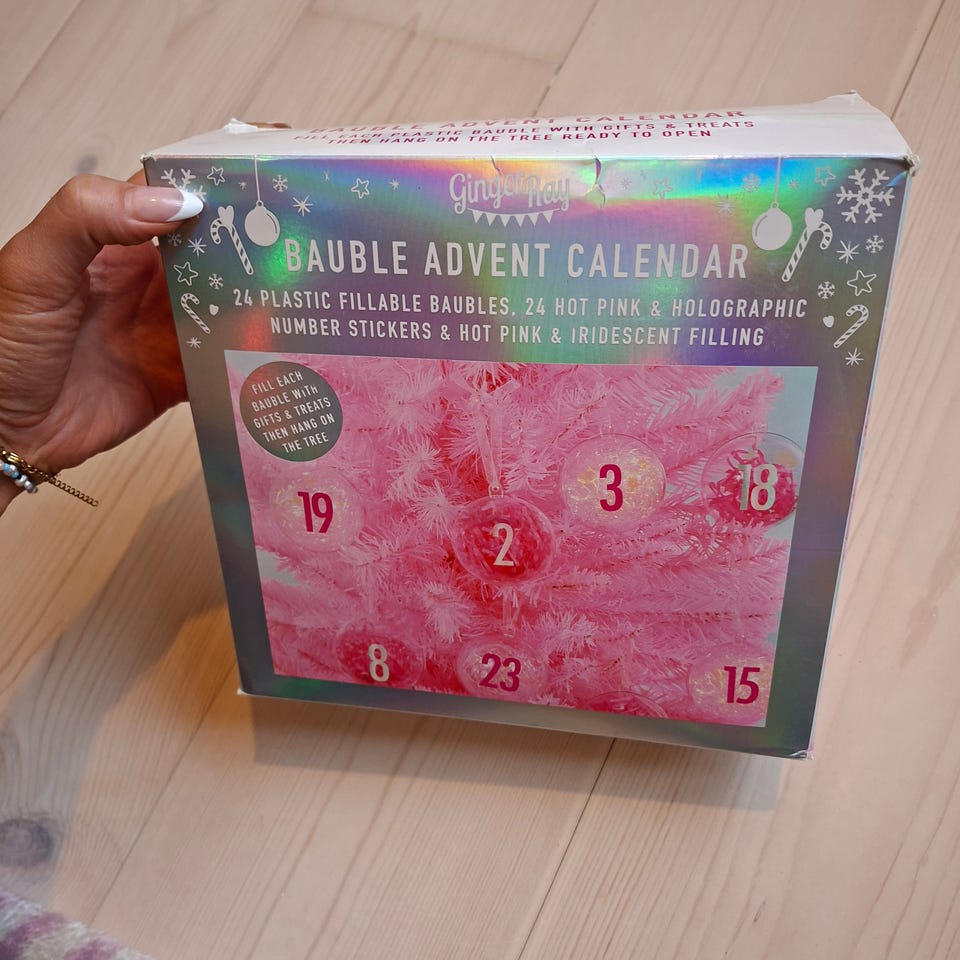 BAUBLE ADVENT CALENDAR
FILL EACH PLASTIC BAUBLE WITH GIFTS & TREATS
THEN HANG ON THE TREE READY TO OPEN
Ginger Ray
BAUBLE ADVENT CALENDAR
24 PLASTIC FILLABLE BAUBLES, 24 HOT PINK & HOLOGRAPHIC
NUMBER STICKERS & HOT PINK & IRIDESCENT FILLING
FILL EACH
BAUBLE WITH
GIFTS & TREATS
THEN HANG ON
THE TREE
19
2
3
18
8
23
15